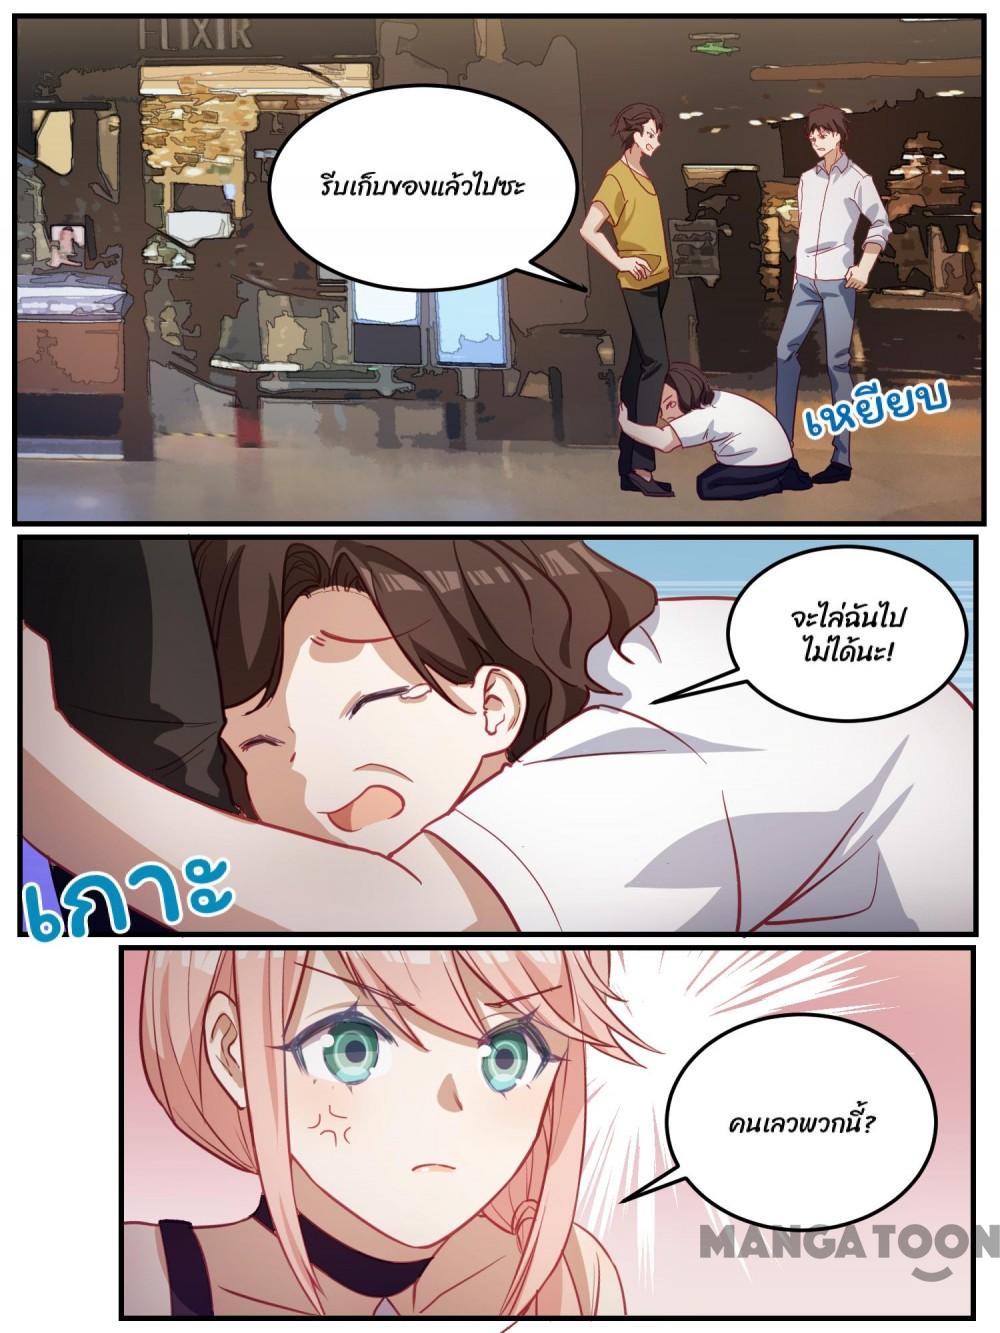 ELIXIR
รีบเก็บของแล้วไปซะ
เหยียบ
จะไล่ฉันไป
ไม่ได้นะ!
เกาะ
คนเลวพวกนี้?
MANGATOON